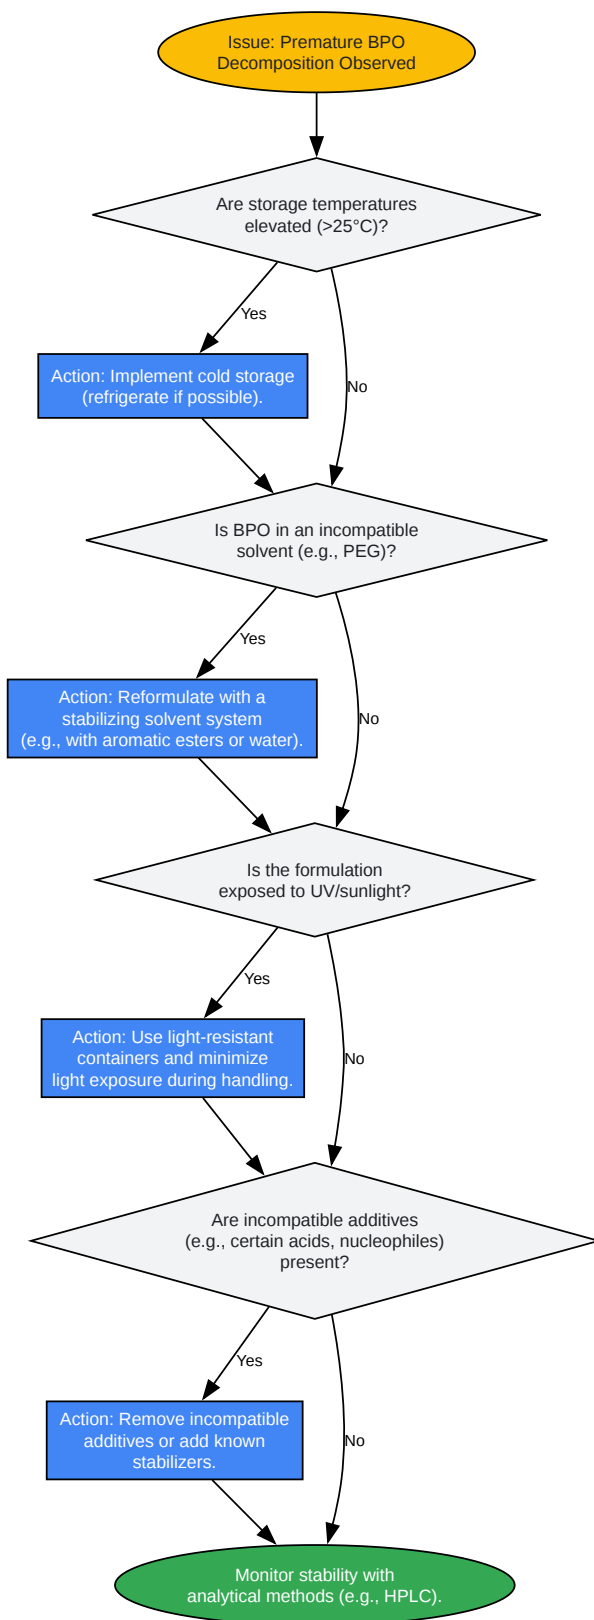 Issue: Premature BPO
Decomposition Observed
Are storage temperatures
elevated (>25°C)?
Yes
No
Action: Implement cold storage
(refrigerate if possible).
Is BPO in an incompatible
solvent (e.g., PEG)?
Yes
No
Action: Reformulate with a
stabilizing solvent system
(e.g., with aromatic esters or water).
Is the formulation
exposed to UV/sunlight?
Yes
No
Action: Use light-resistant
containers and minimize
light exposure during handling.
Are incompatible additives
(e.g., certain acids, nucleophiles)
present?
Yes
No
Action: Remove incompatible
additives or add known
stabilizers.
Monitor stability with
analytical methods (e.g., HPLC).